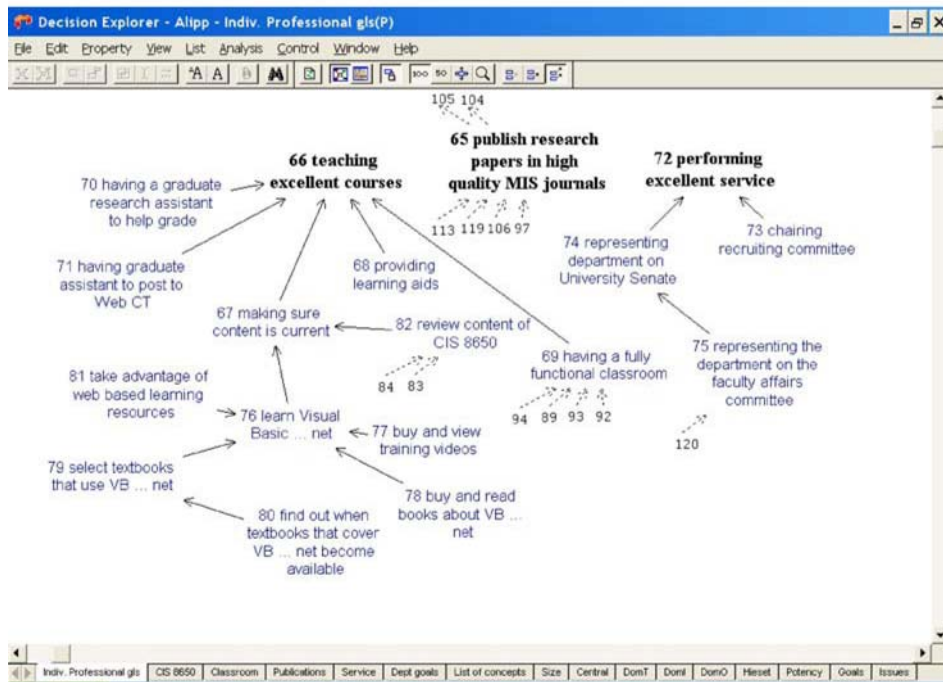 Decision Explorer - Alipp - Indiv. Professional gls(P)
File Edit Property View List Analysis Control Window Help
105 104
65 publish research
papers in high
quality MIS journals
66 teaching
excellent courses
72 performing
excellent service
70 having a graduate
research assistant
to help grade
113 119 106 97
73 chairing
recruiting committee
74 representing
department on
University Senate
71 having graduate
assistant to post to
Web CT
68 providing
learning aids
67 making sure
content is current
82 review content of
CIS 8650
84 83
69 having a fully
functional classroom
94 89 93 92
75 representing the
department on the
faculty affairs
committee
120
81 take advantage of
web based learning
resources
76 learn Visual
Basic ... net
77 buy and view
training videos
79 select textbooks
that use VB ... net
78 buy and read
books about VB ...
net
80 find out when
textbooks that cover
VB ... net become
available
Indiv. Professional gls CIS 8650 Classroom Publications Service Dept goals List of concepts Size Central DomT DomI DomO Hieset Potency Goals Issues